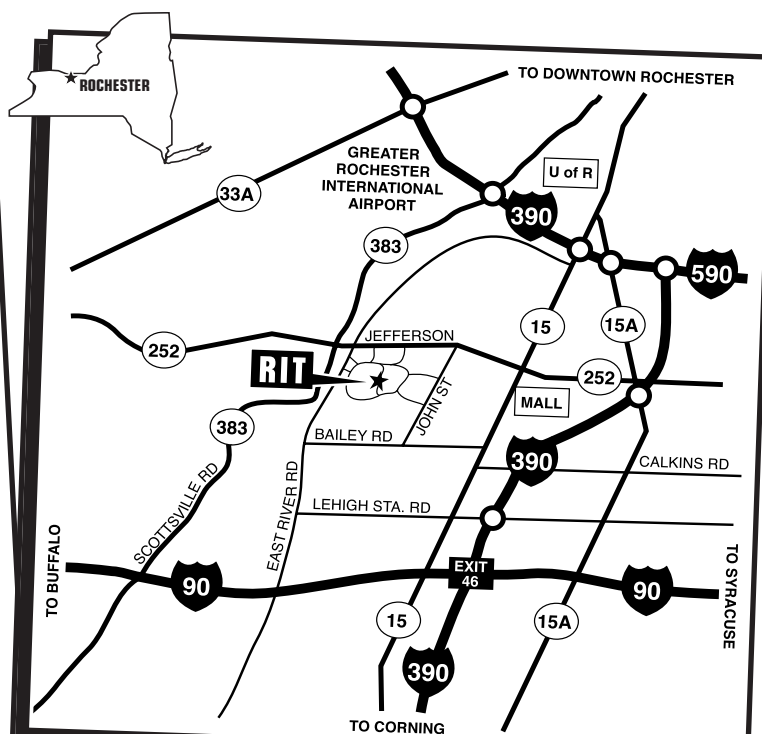 ROCHESTER
TO DOWNTOWN ROCHESTER
GREATER
ROCHESTER
INTERNATIONAL
AIRPORT
U of R
33A
390
383
590
15
15A
JEFFERSON
252
RIT
252
MALL
JOHN ST
383
BAILEY RD
390
CALKINS RD
SCOTTSVILLE RD
EAST RIVER RD
LEHIGH STA. RD
TO BUFFALO
EXIT
46
90
90
TO SYRACUSE
15
15A
390
TO CORNING